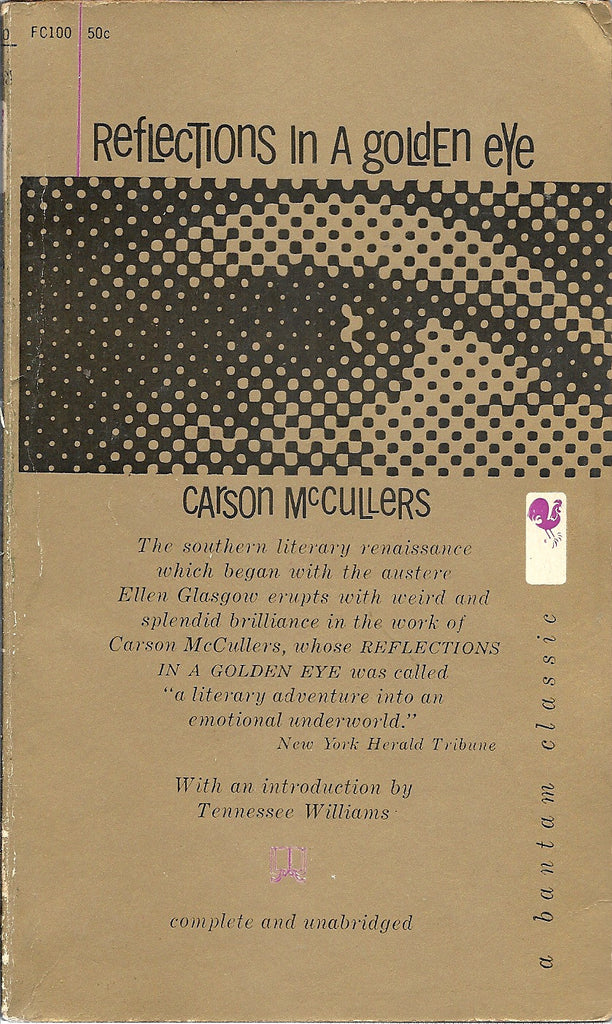 FC100 50c
Reflections In A golden eye
Carson McCullers
The southern literary renaissance
which began with the austere
Ellen Glasgow erupts with weird and
splendid brilliance in the work of
Carson McCullers, whose REFLECTIONS
IN A GOLDEN EYE was called
“a literary adventure into an
emotional underworld.”
New York Herald Tribune
With an introduction by
Tennessee Williams
complete and unabridged
a bantam classic